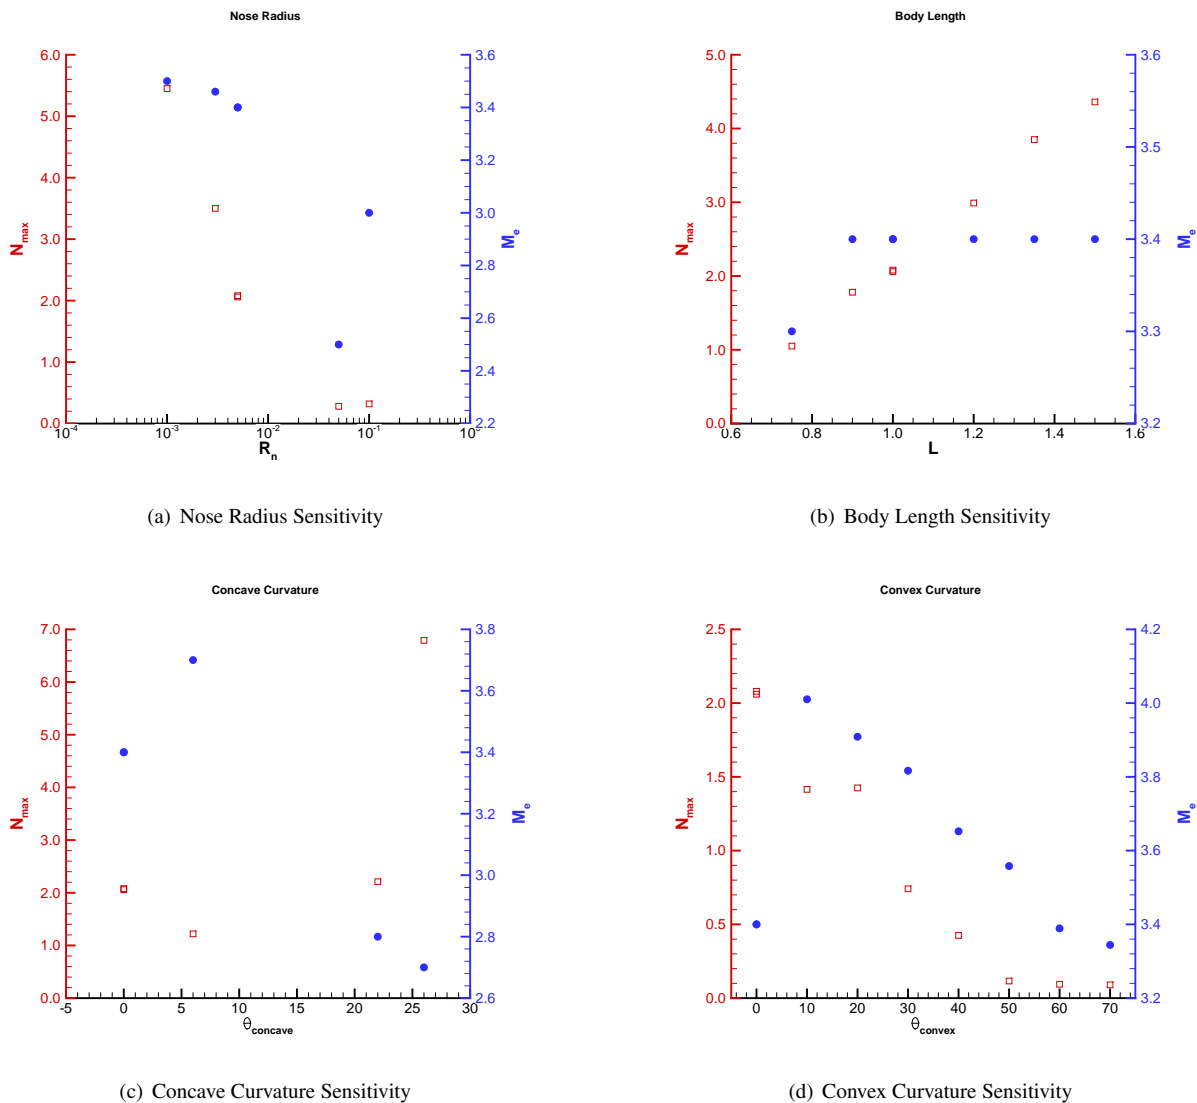 Nose Radius
6.0
5.0
4.0
3.0
2.0
1.0
0.0
N_max
3.6
3.4
3.2
3.0
2.8
2.6
2.4
2.2
M_e
10^-4 10^-3 10^-2 10^-1
R_n
(a) Nose Radius Sensitivity
Body Length
5.0
4.0
3.0
2.0
1.0
0.0
N_max
3.6
3.5
3.4
3.3
3.2
M_e
0.6 0.8 1.0 1.2 1.4 1.6
L
(b) Body Length Sensitivity
Concave Curvature
7.0
6.0
5.0
4.0
3.0
2.0
1.0
0.0
N_max
3.8
3.6
3.4
3.2
3.0
2.8
2.6
M_e
-5 0 5 10 15 20 25 30
θ_concave
(c) Concave Curvature Sensitivity
Convex Curvature
2.5
2.0
1.5
1.0
0.5
0.0
N_max
4.2
4.0
3.8
3.6
3.4
3.2
M_e
0 10 20 30 40 50 60 70
θ_convex
(d) Convex Curvature Sensitivity